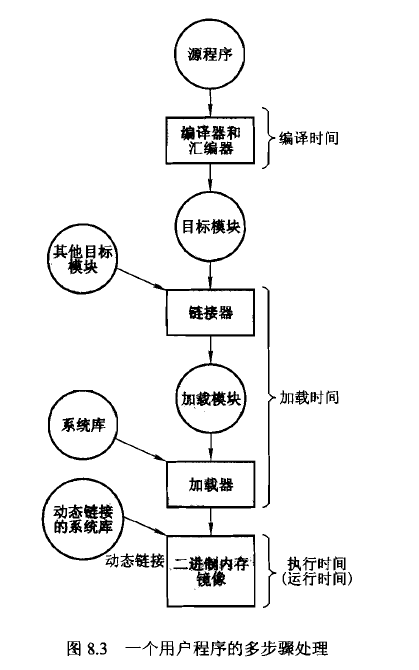 源程序
编译器和
汇编器
编译时间
目标模块
其他目标
模块
链接器
加载模块
加载时间
系统库
加载器
动态链接
的系统库
动态链接
二进制内存
镜像
执行时间
(运行时间)
图 8.3 一个用户程序的多步骤处理